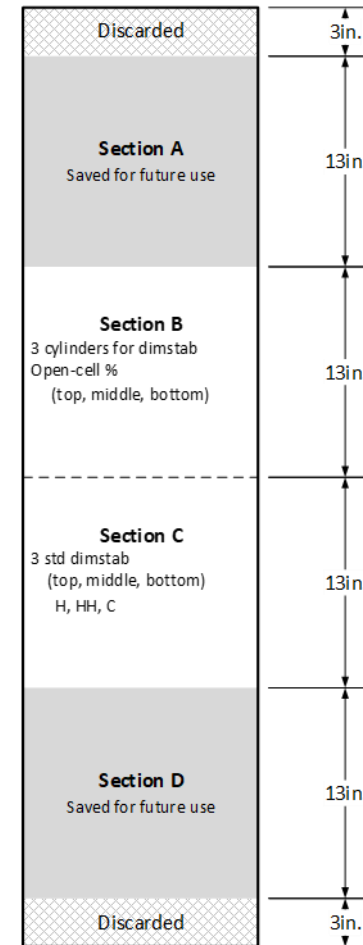 Discarded
3in.
Section A
Saved for future use
13in
Section B
3 cylinders for dimstab
Open-cell %
(top, middle, bottom)
13in
Section C
3 std dimstab
(top, middle, bottom)
H, HH, C
13in
Section D
Saved for future use
13in
Discarded
3in.